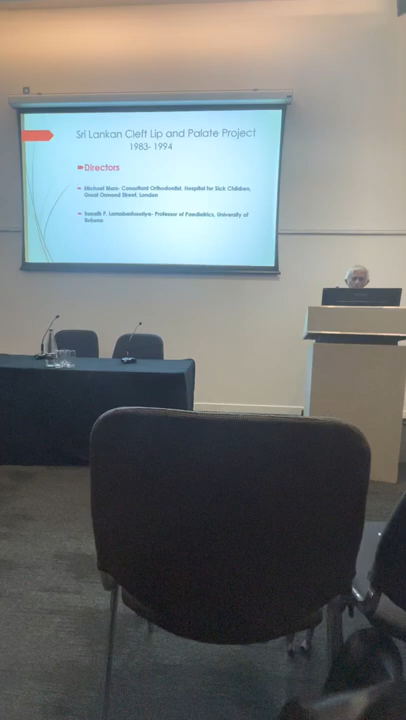 Sri Lankan Cleft Lip and Palate Project
1983- 1994
Directors
Michael Mars- Consultant Orthodontist, Hospital for Sick Children,
Great Ormond Street, London
P. Lamabadusuriya- Professor of Paediatrics, University of